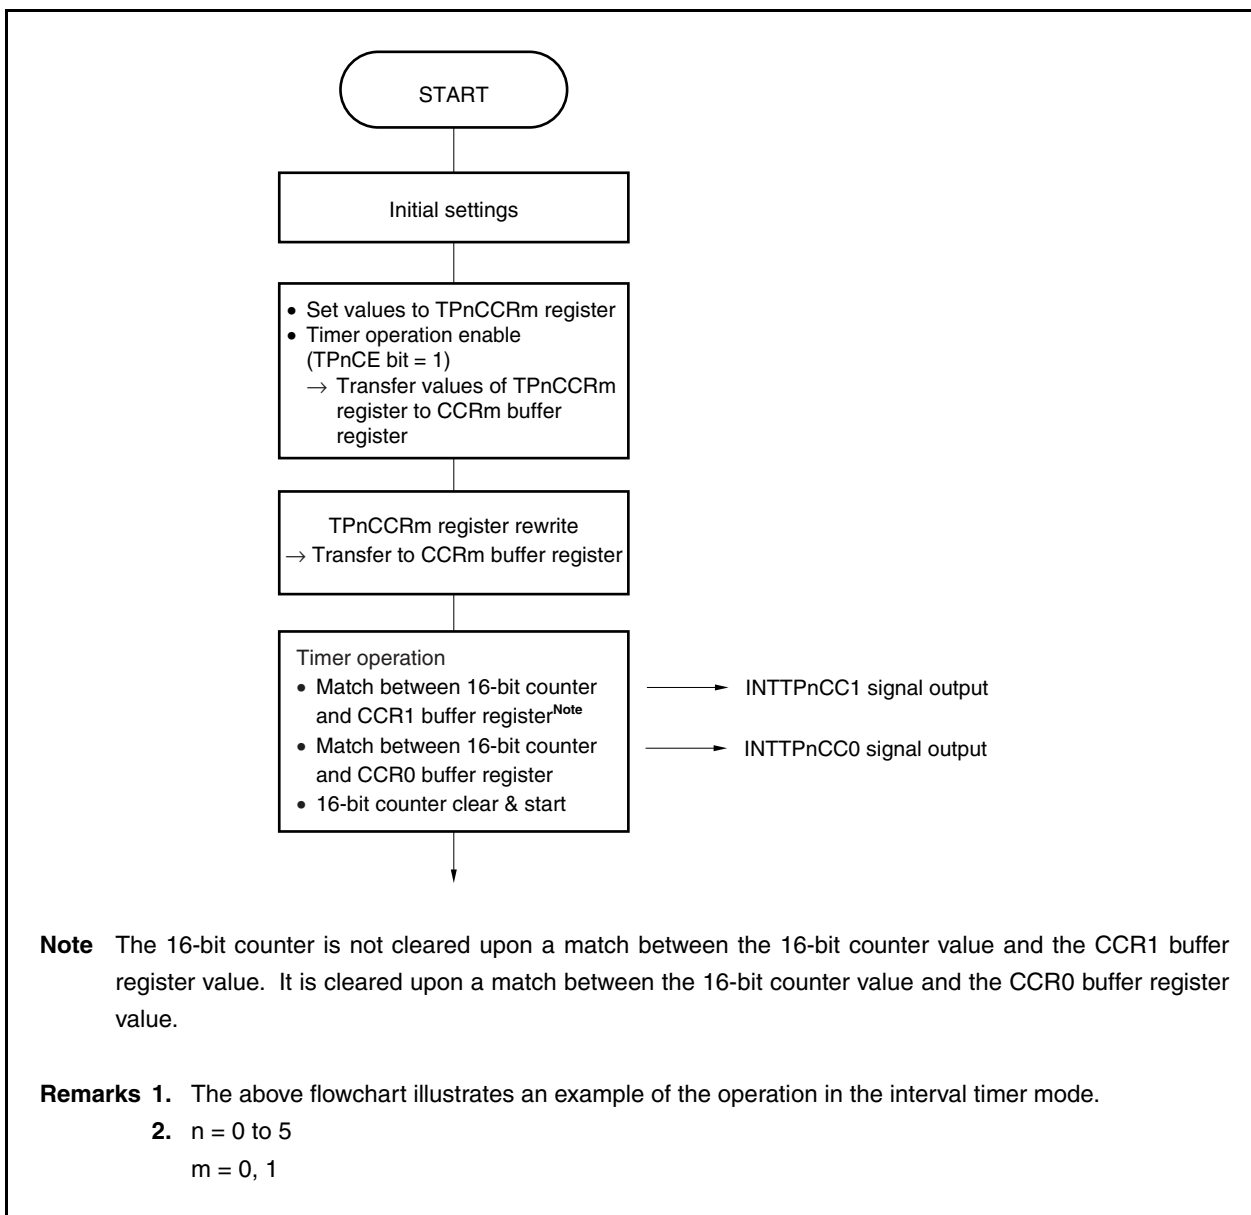 START
Initial settings
• Set values to TPnCCRm register
• Timer operation enable
(TPnCE bit = 1)
→ Transfer values of TPnCCRm
register to CCRm buffer
register
TPnCCRm register rewrite
→ Transfer to CCRm buffer register
Timer operation
• Match between 16-bit counter
and CCR1 buffer registerNote
• Match between 16-bit counter
and CCR0 buffer register
• 16-bit counter clear & start
INTTPnCC1 signal output
INTTPnCC0 signal output
Note The 16-bit counter is not cleared upon a match between the 16-bit counter value and the CCR1 buffer
register value. It is cleared upon a match between the 16-bit counter value and the CCR0 buffer register
value.
Remarks 1. The above flowchart illustrates an example of the operation in the interval timer mode.
2. n = 0 to 5
m = 0, 1